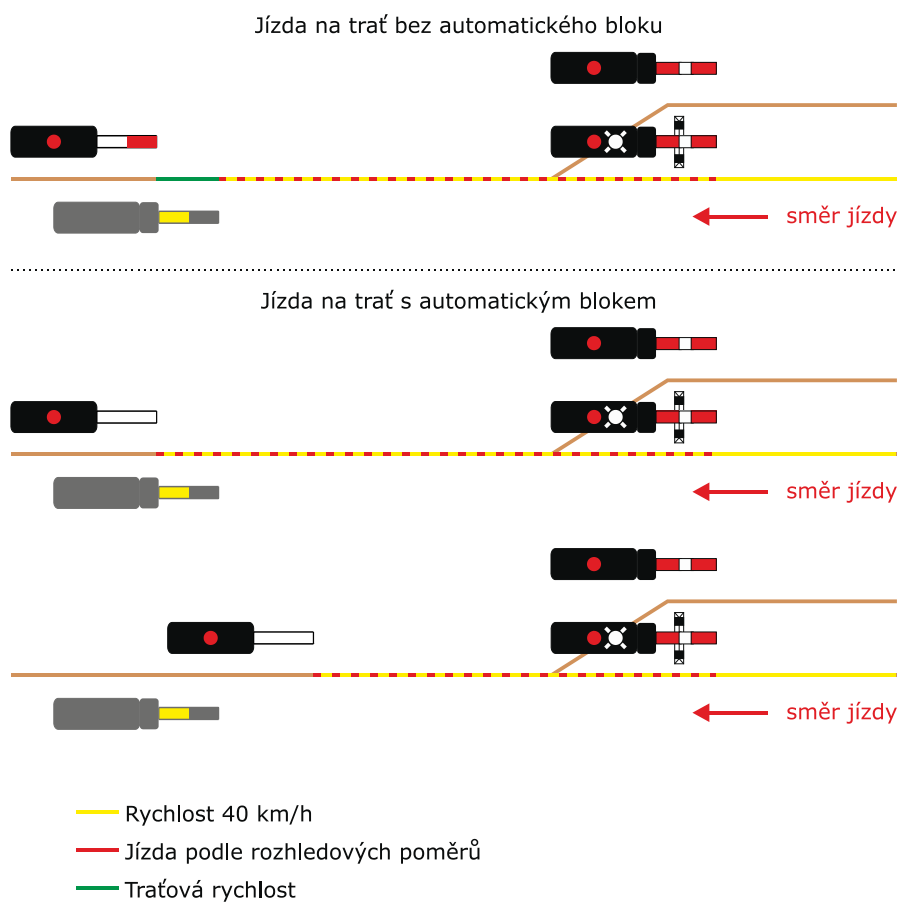 Jízda na trať bez automatického bloku
směr jízdy
Jízda na trať s automatickým blokem
směr jízdy
směr jízdy
Rychlost 40 km/h
Jízda podle rozhledových poměrů
Traťová rychlost